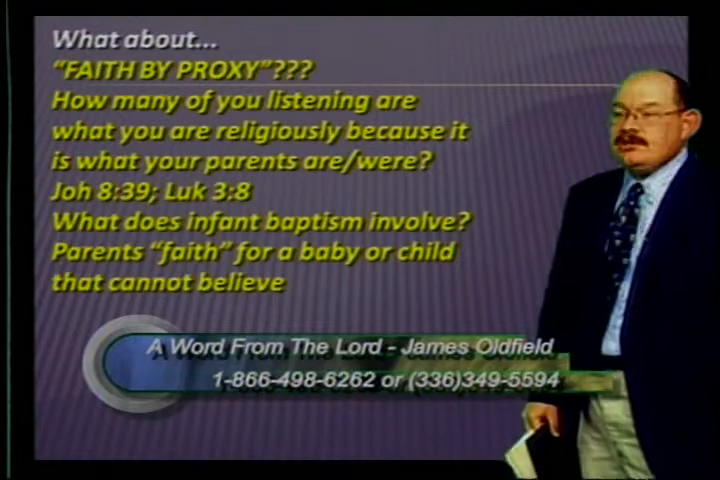 What about...
"FAITH BY PROXY"???
How many of you listening are
what you are religiously because it
is what your parents are/were?
Joh 8:39; Luk 3:8
What does infant baptism involve?
Parents "faith" for a baby or child
that cannot believe
A Word From The Lord - James Oldfield
1-866-498-6262 or (336)349-5594